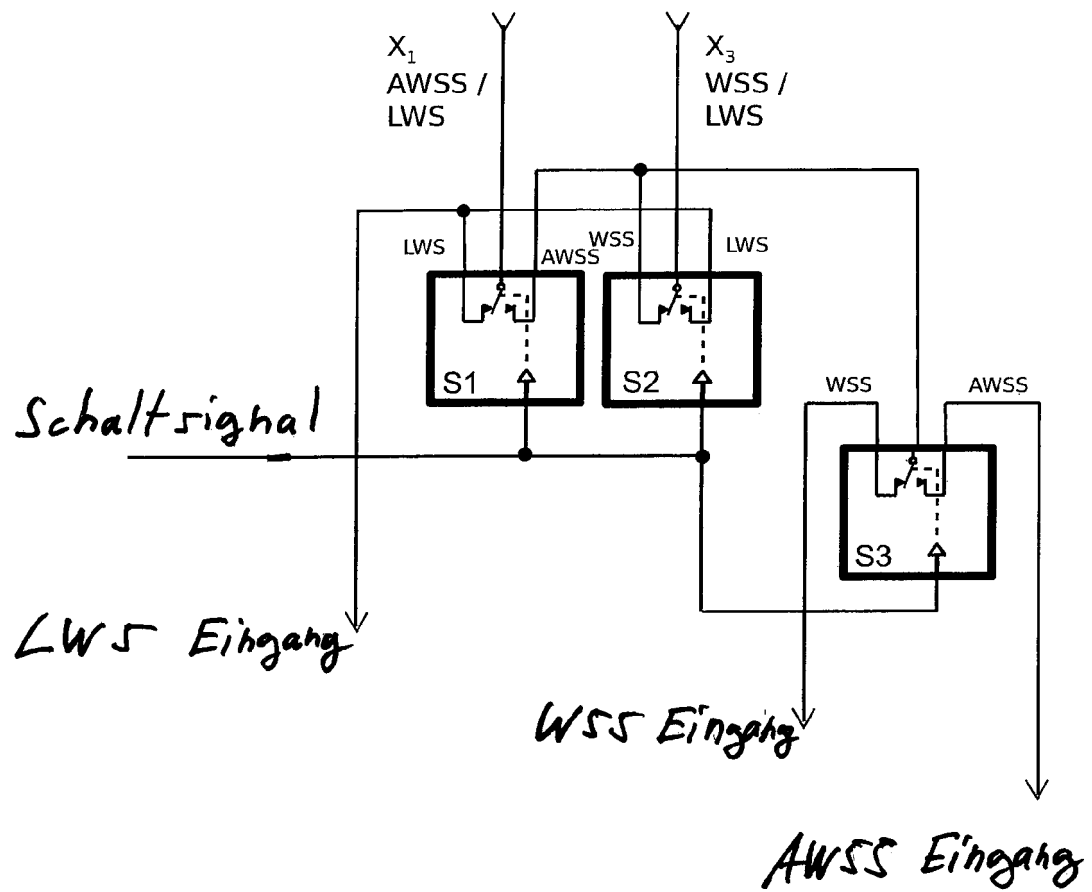 X₁
AWSS /
LWS
X₃
WSS /
LWS
LWS
AWSS
WSS
LWS
S1
S2
WSS
AWSS
Schaltsignal
S3
LWS Eingang
WSS Eingang
AWSS Eingang